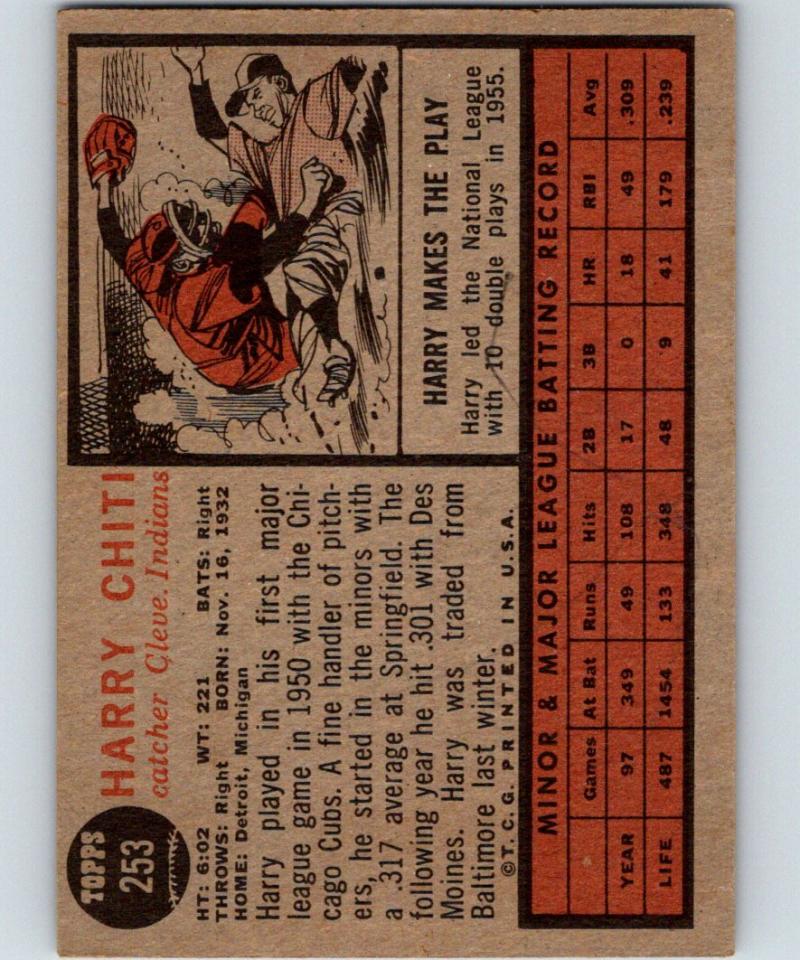 TOPPS
253
HARRY CHITI
catcher Cleve. Indians
HT: 6:02 WT: 221 BATS: Right
THROWS: Right BORN: Nov. 16, 1932
HOME: Detroit, Michigan
Harry played in his first major
league game in 1950 with the Chi-
cago Cubs. A fine handler of pitch-
ers, he started in the minors with
a .317 average at Springfield. The
following year he hit .301 with Des
Moines. Harry was traded from
Baltimore last winter.
©T. C. G. PRINTED IN U.S.A.
HARRY MAKES THE PLAY
Harry led the National League
with 10 double plays in 1955.
MINOR & MAJOR LEAGUE BATTING RECORD
Games At Bat Runs Hits 2B 3B HR RBI Avg
YEAR 97 349 49 108 17 0 18 49 .309
LIFE 487 1454 133 348 48 9 41 179 .239